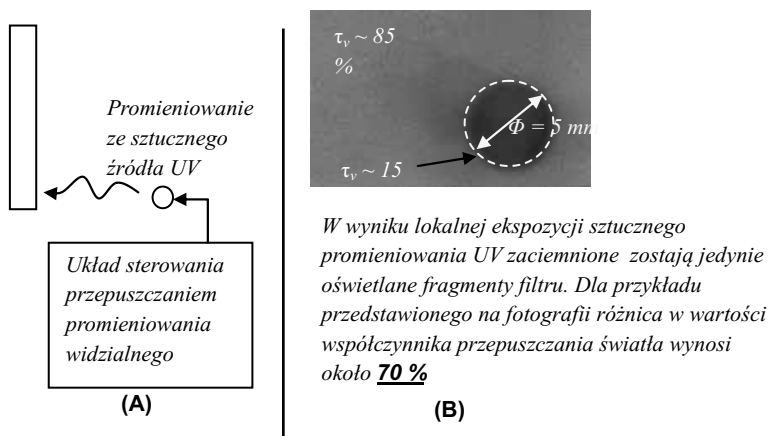 Promieniowanie
ze sztucznego
źródła UV
Układ sterowania
przepuszczaniem
promieniowania
widzialnego
(A)
τv ~ 85
%
Φ = 5 mm
τv ~ 15
W wyniku lokalnej ekspozycji sztucznego
promieniowania UV zaciemnione zostają jedynie
oświetlane fragmenty filtru. Dla przykładu
przedstawionego na fotografii różnica w wartości
współczynnika przepuszczania światła wynosi
około 70 %
(B)